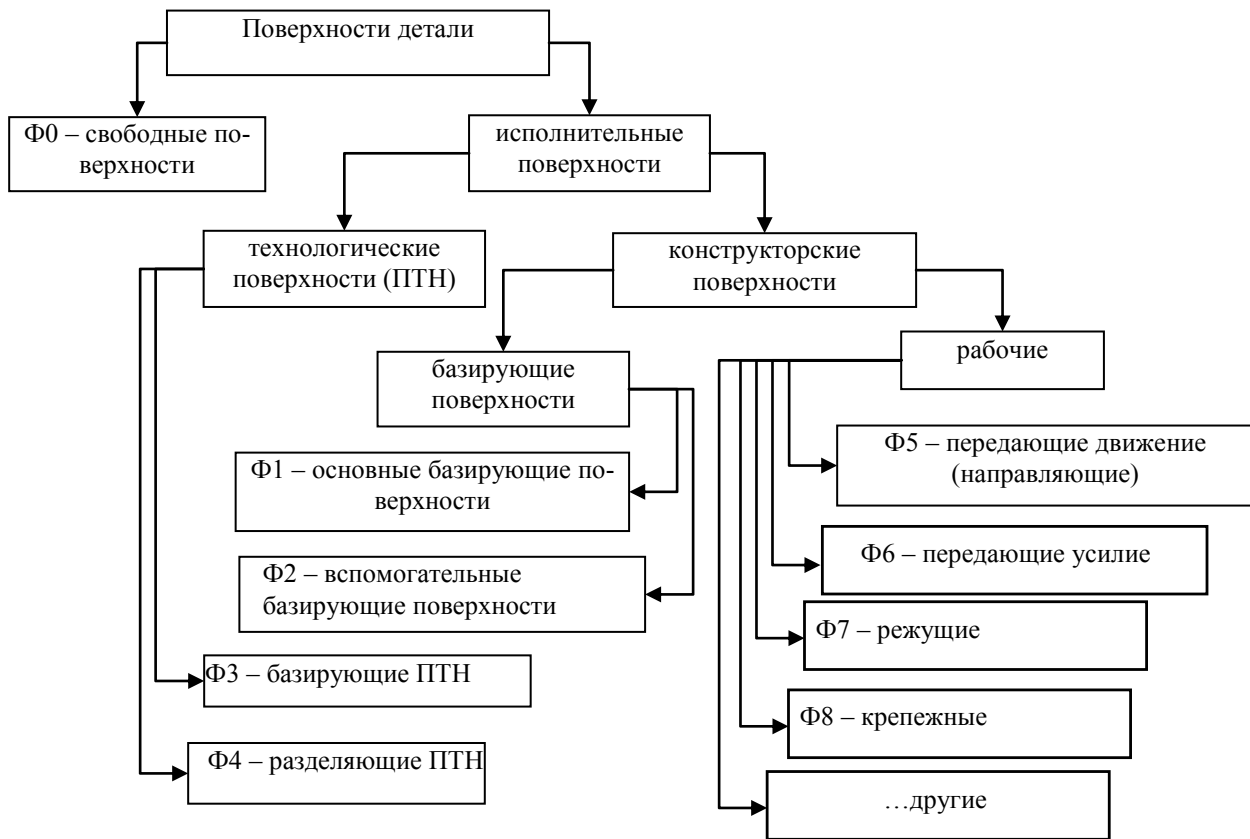 Поверхности детали
Ф0 – свободные по-
верхности
исполнительные
поверхности
технологические
поверхности (ПТН)
конструкторские
поверхности
базирующие
поверхности
рабочие
Ф1 – основные базирующие по-
верхности
Ф2 – вспомогательные
базирующие поверхности
Ф3 – базирующие ПТН
Ф4 – разделяющие ПТН
Ф5 – передающие движение
(направляющие)
Ф6 – передающие усилие
Ф7 – режущие
Ф8 – крепежные
…другие